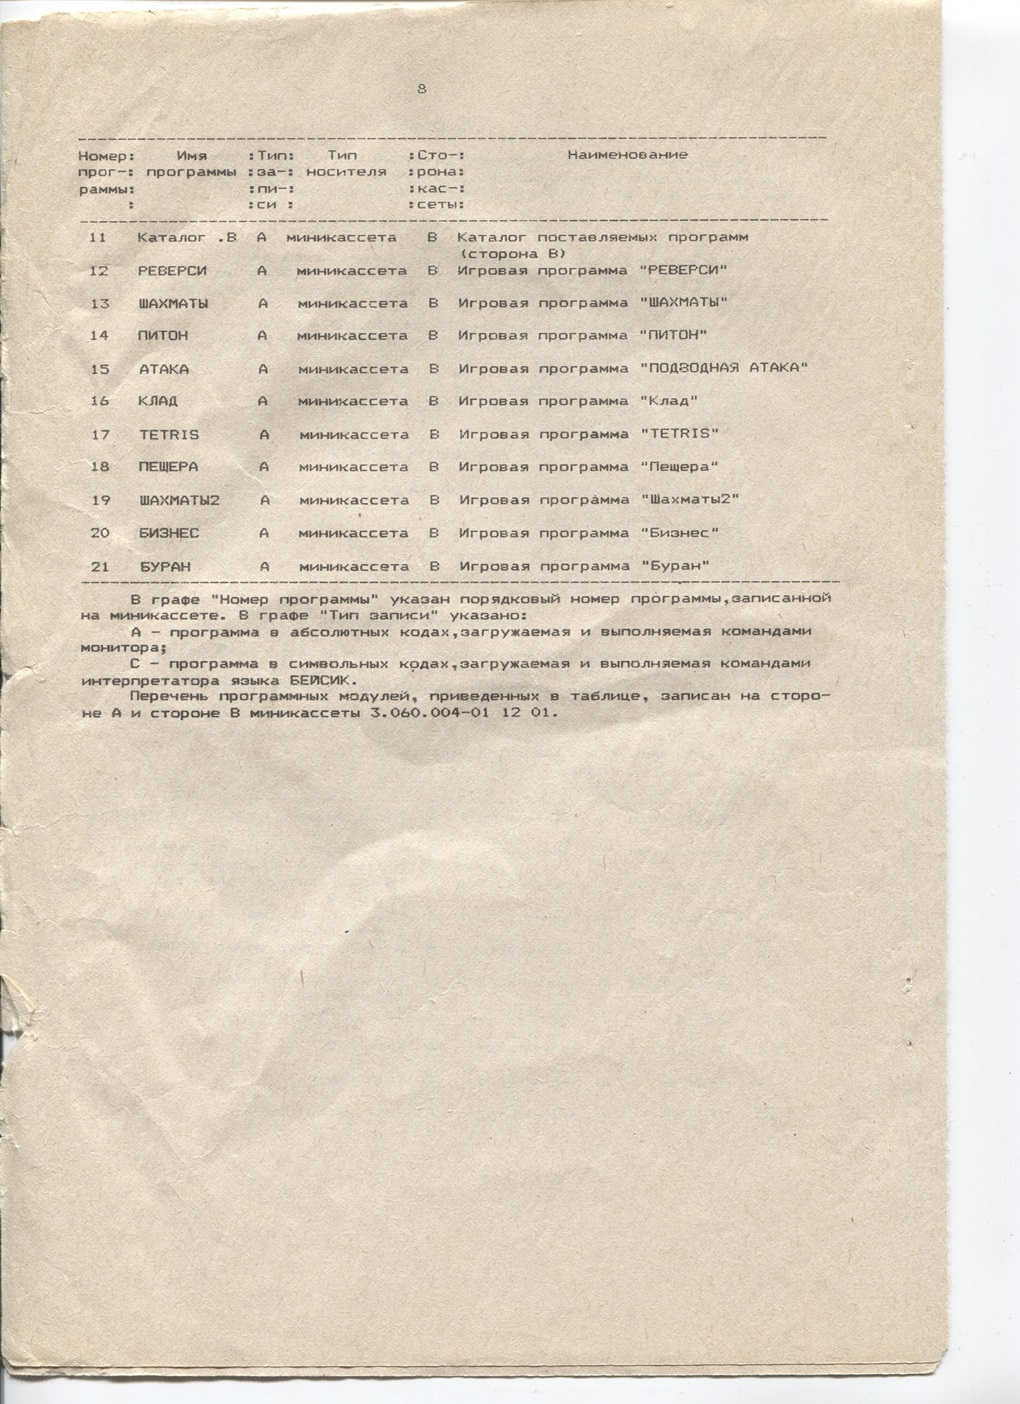 8
Номер: Имя :Тип: Тип :Сто-: Наименование
прог-: программы :за-: носителя :рона:
раммы: :пи-: :кас-:
: :си : :сеты:
11 Каталог .В А миникассета В Каталог поставляемых программ
(сторона В)
12 РЕВЕРСИ А миникассета В Игровая программа "РЕВЕРСИ"
13 ШАХМАТЫ А миникассета В Игровая программа "ШАХМАТЫ"
14 ПИТОН А миникассета В Игровая программа "ПИТОН"
15 АТАКА А миникассета В Игровая программа "ПОДВОДНАЯ АТАКА"
16 КЛАД А миникассета В Игровая программа "Клад"
17 TETRIS А миникассета В Игровая программа "TETRIS"
18 ПЕЩЕРА А миникассета В Игровая программа "Пещера"
19 ШАХМАТЫ2 А миникассета В Игровая программа "Шахматы2"
20 БИЗНЕС А миникассета В Игровая программа "Бизнес"
21 БУРАН А миникассета В Игровая программа "Буран"
В графе "Номер программы" указан порядковый номер программы,записанной
на миникассете. В графе "Тип записи" указано:
А - программа в абсолютных кодах,загружаемая и выполняемая командами
монитора;
С - программа в символьных кодах,загружаемая и выполняемая командами
интерпретатора языка БЕЙСИК.
Перечень программных модулей, приведенных в таблице, записан на сторо-
не А и стороне В миникассеты 3.060.004-01 12 01.